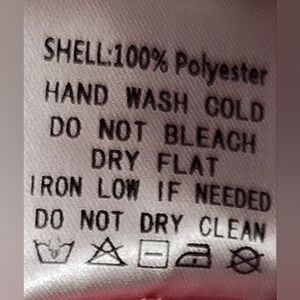 SHELL:100% Polyester
HAND WASH COLD
DO NOT BLEACH
DRY FLAT
IRON LOW IF NEEDED
DO NOT DRY CLEAN